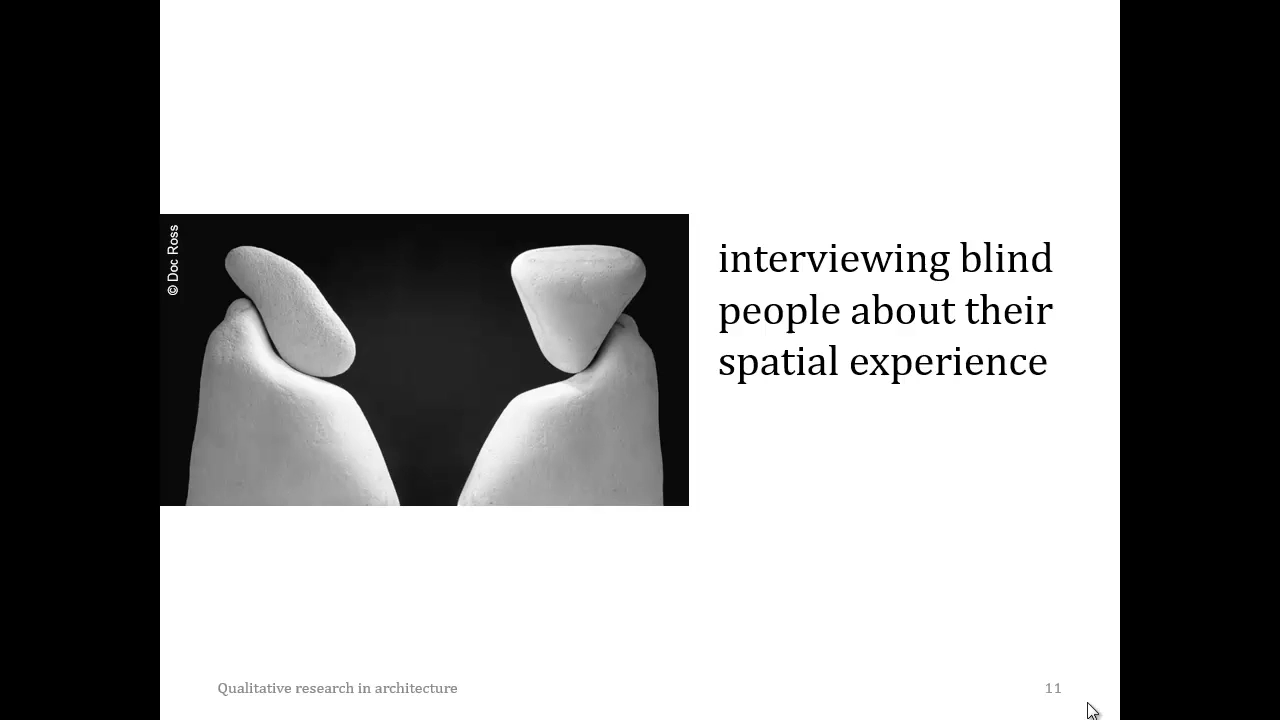 © Doc Ross
interviewing blind
people about their
spatial experience
Qualitative research in architecture
11